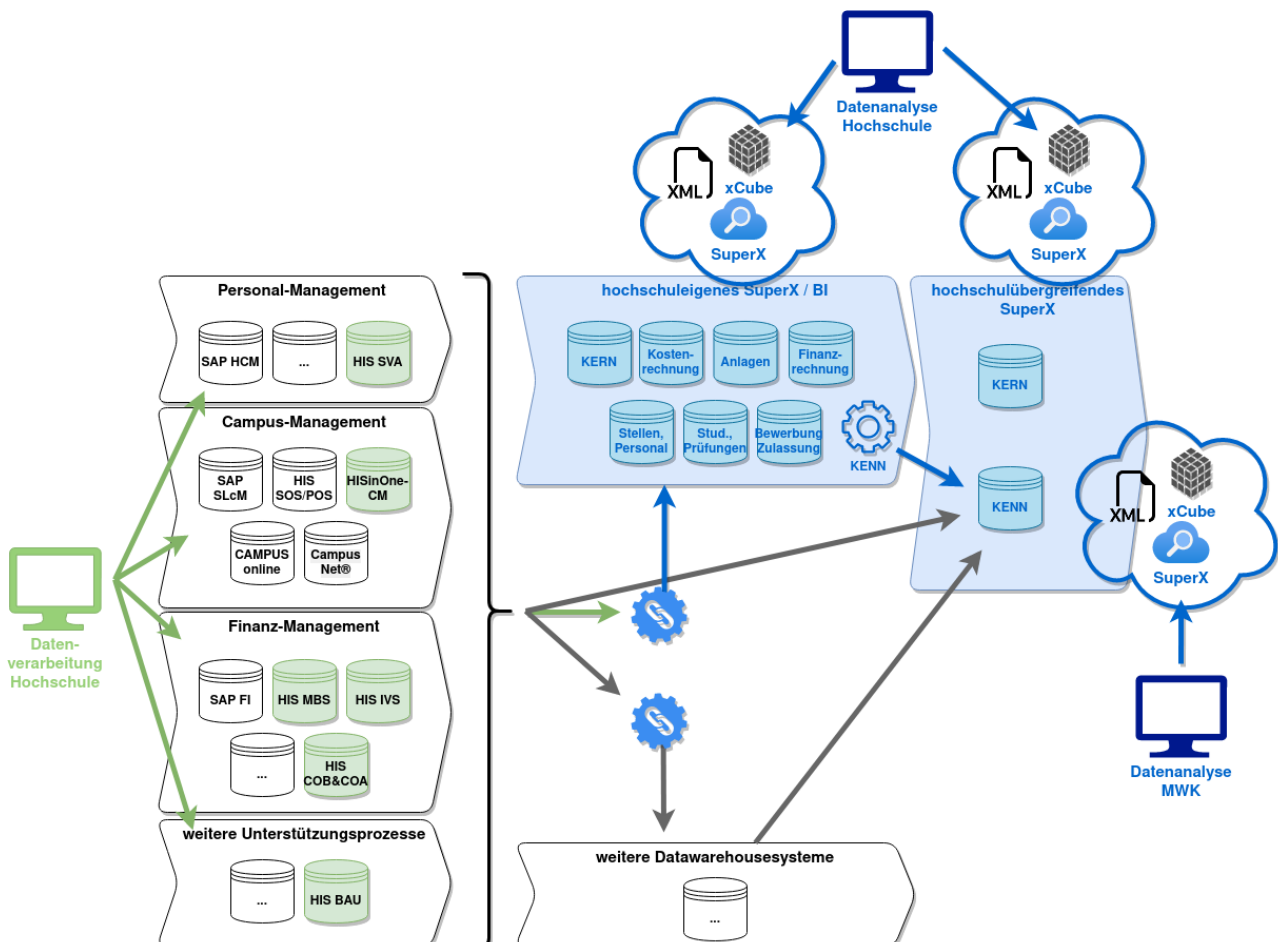 Datenanalyse
Hochschule
XML
xCube
SuperX
XML
xCube
SuperX
Personal-Management
SAP HCM
...
HIS SVA
hochschuleigenes SuperX / BI
KERN
Kosten-
rechnung
Anlagen
Finanz-
rechnung
Stellen,
Personal
Stud.,
Prüfungen
Bewerbung
Zulassung
KENN
hochschulübergreifendes
SuperX
KERN
KENN
XML
xCube
SuperX
Campus-Management
SAP
SLcM
HIS
SOS/POS
HISinOne-
CM
CAMPUS
online
Campus
Net®
Daten-
verarbeitung
Hochschule
Finanz-Management
SAP FI
HIS MBS
HIS IVS
...
HIS
COB&COA
Datenanalyse
MWK
weitere Unterstützungsprozesse
...
HIS BAU
weitere Datawarehousesysteme
...